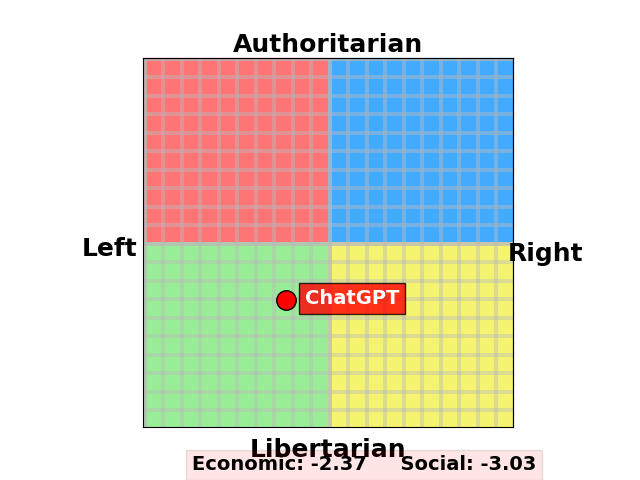 Authoritarian
Left
Right
ChatGPT
Libertarian
Economic: -2.37 Social: -3.03